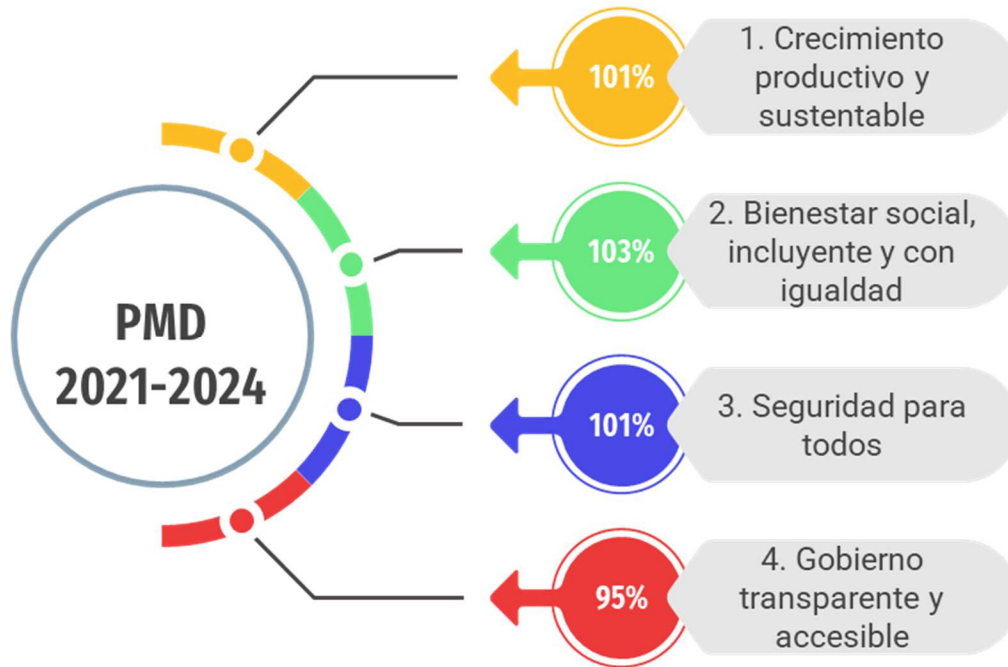 PMD
2021-2024
101%
1. Crecimiento
productivo y
sustentable
103%
2. Bienestar social,
incluyente y con
igualdad
101%
3. Seguridad para
todos
95%
4. Gobierno
transparente y
accesible